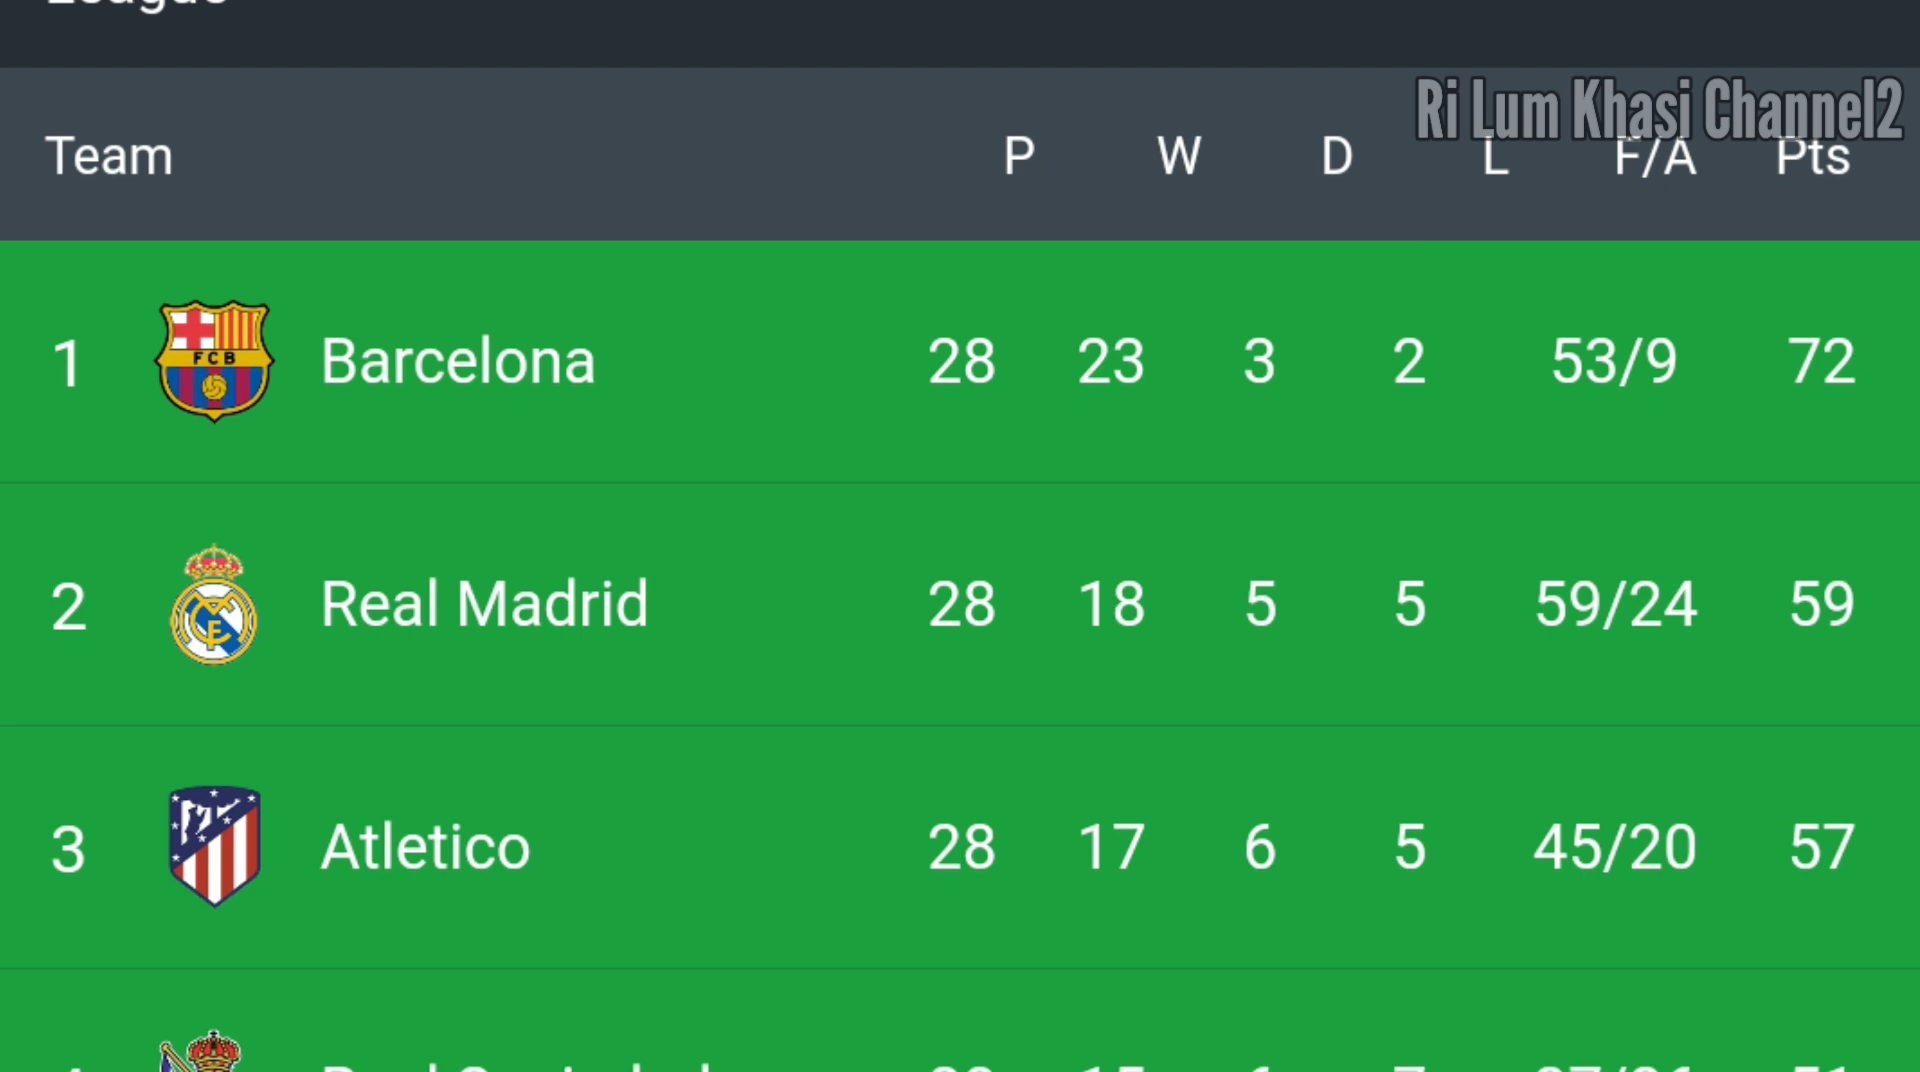 League
Ri Lum Khasi Channel2
Team P W D L F/A Pts
1 FCB Barcelona 28 23 3 2 53/9 72
2 Real Madrid 28 18 5 5 59/24 59
3 Atletico 28 17 6 5 45/20 57